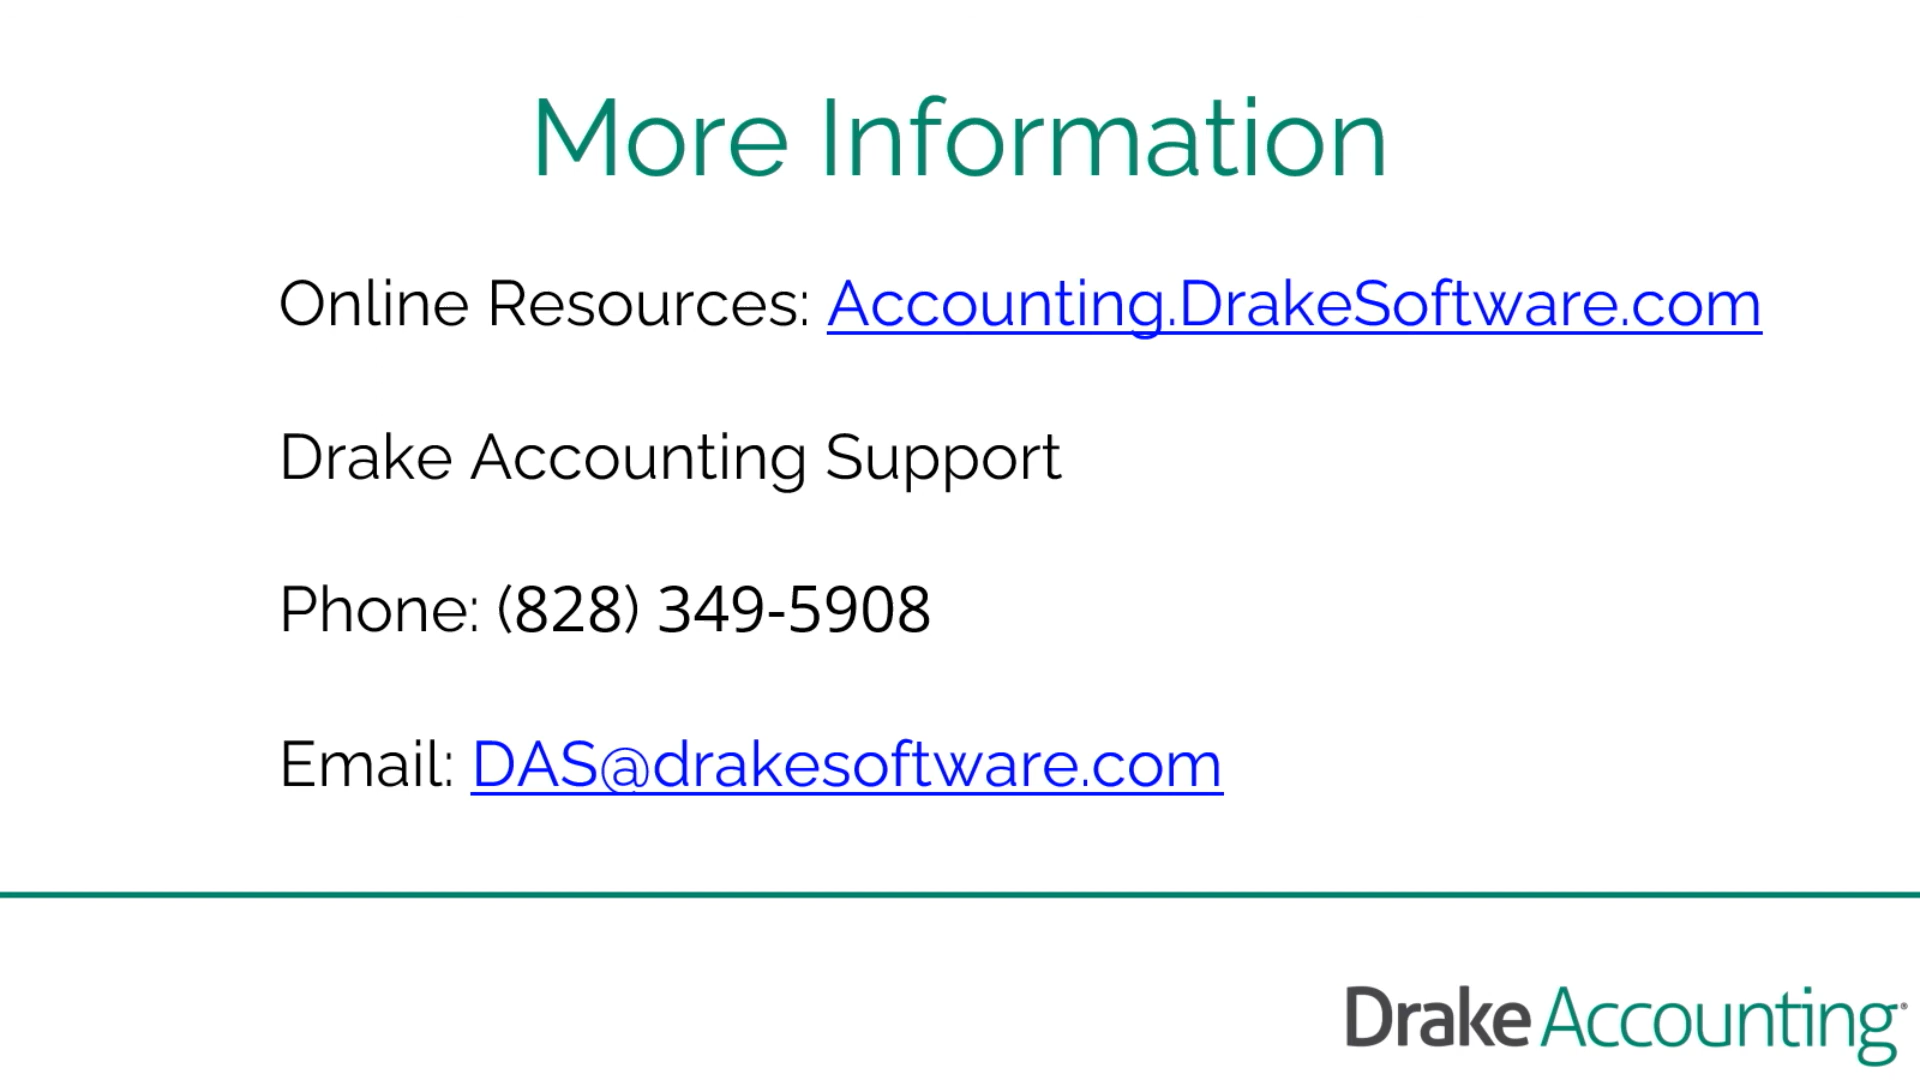 More Information
Online Resources: Accounting.DrakeSoftware.com
Drake Accounting Support
Phone: (828) 349-5908
Email: DAS@drakesoftware.com
Drake Accounting®